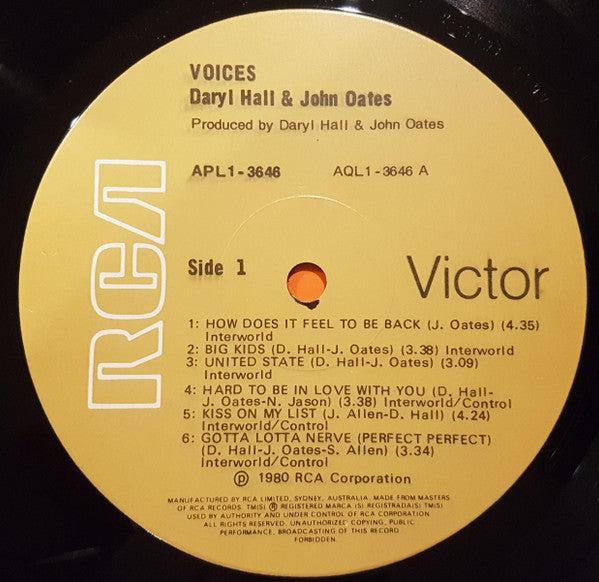 VOICES
Daryl Hall & John Oates
Produced by Daryl Hall & John Oates
APL1-3646 AQL1-3646 A
RCA
Side 1
Victor
1: HOW DOES IT FEEL TO BE BACK (J. Oates) (4.35)
Interworld
2: BIG KIDS (D. Hall-J. Oates) (3.38) Interworld
3: UNITED STATE (D. Hall-J. Oates) (3.09)
Interworld
4: HARD TO BE IN LOVE WITH YOU (D. Hall-
J. Oates-N. Jason) (3.38) Interworld/Control
5: KISS ON MY LIST (J. Allen-D. Hall) (4.24)
Interworld/Control
6: GOTTA LOTTA NERVE (PERFECT PERFECT)
(D. Hall-J. Oates-S. Allen) (3.34)
Interworld/Control
℗ 1980 RCA Corporation
MANUFACTURED BY RCA LIMITED, SYDNEY, AUSTRALIA. MADE FROM MASTERS
OF RCA RECORDS. TM(S) ® REGISTERED MARCA (S) REGISTRADA(S) TM(S)
USED BY AUTHORITY AND UNDER CONTROL OF RCA CORPORATION
ALL RIGHTS RESERVED. UNAUTHORIZED COPYING, PUBLIC
PERFORMANCE, BROADCASTING OF THIS RECORD
FORBIDDEN.